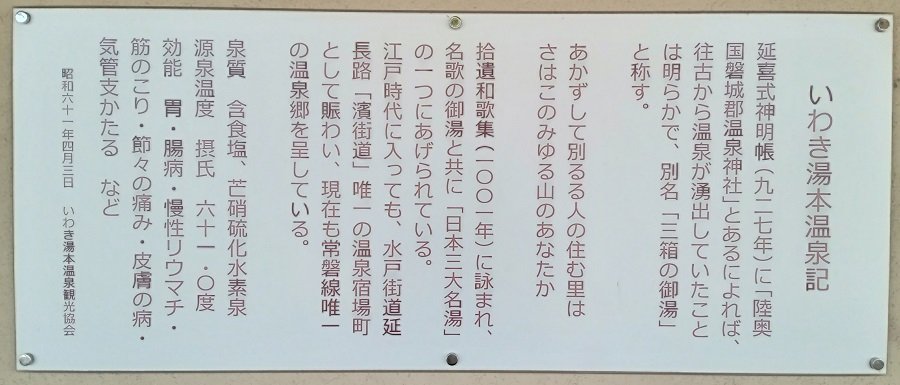 いわき湯本温泉記
延喜式神明帳(九二七年)に「陸奥
国磐城郡温泉神社」とあるによれば、
往古から温泉が湧出していたこと
は明らかで、別名「三箱の御湯」
と称す。
あかずして別るる人の住む里は
さはこのみゆる山のあなたか
拾遺和歌集(一〇〇一年)に詠まれ、
名歌の御湯と共に「日本三大名湯」
の一つにあげられている。
江戸時代に入っても、水戸街道延
長路「濱街道」唯一の温泉宿場町
として賑わい、現在も常磐線唯一
の温泉郷を呈している。
泉質 含食塩、芒硝硫化水素泉
源泉温度 摂氏 六十一・〇度
効能 胃・腸病・慢性リウマチ・
筋のこり・節々の痛み・皮膚の病・
気管支かたる など
昭和六十一年四月三日 いわき湯本温泉観光協会